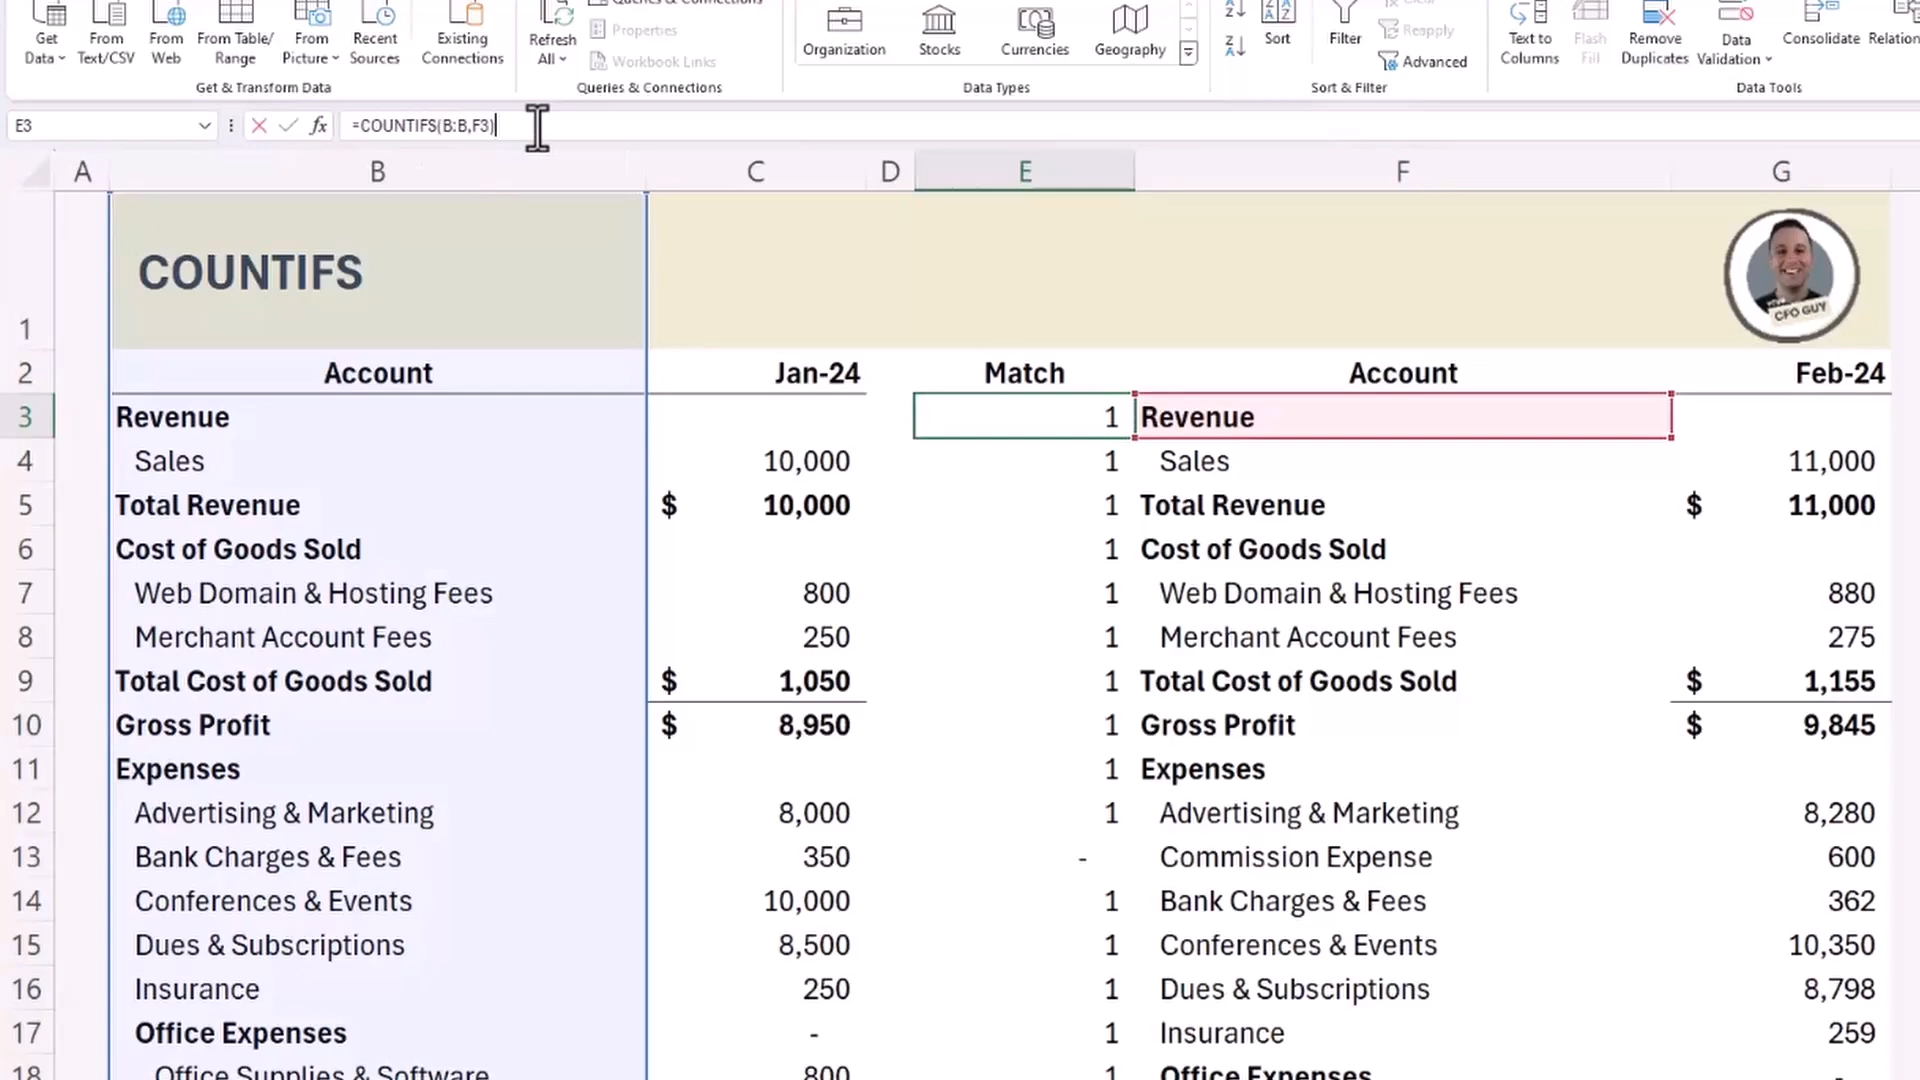 Queries & Connections
Get Data
From Text/CSV
From Web
From Table/ Range
From Picture
Recent Sources
Existing Connections
Refresh All
Properties
Workbook Links
Organization
Stocks
Currencies
Geography
Sort
Filter
Clear
Reapply
Advanced
Text to Columns
Flash Fill
Remove Duplicates
Data Validation
Consolidate
Relation
Get & Transform Data
Queries & Connections
Data Types
Sort & Filter
Data Tools
E3 fx =COUNTIFS(B:B,F3)
A B C D E F G
COUNTIFS
CFO GUY
1
2 Account Jan-24 Match Account Feb-24
3 Revenue 1 Revenue
4 Sales 10,000 1 Sales 11,000
5 Total Revenue $ 10,000 1 Total Revenue $ 11,000
6 Cost of Goods Sold 1 Cost of Goods Sold
7 Web Domain & Hosting Fees 800 1 Web Domain & Hosting Fees 880
8 Merchant Account Fees 250 1 Merchant Account Fees 275
9 Total Cost of Goods Sold $ 1,050 1 Total Cost of Goods Sold $ 1,155
10 Gross Profit $ 8,950 1 Gross Profit $ 9,845
11 Expenses 1 Expenses
12 Advertising & Marketing 8,000 1 Advertising & Marketing 8,280
13 Bank Charges & Fees 350 - Commission Expense 600
14 Conferences & Events 10,000 1 Bank Charges & Fees 362
15 Dues & Subscriptions 8,500 1 Conferences & Events 10,350
16 Insurance 250 1 Dues & Subscriptions 8,798
17 Office Expenses - 1 Insurance 259
18 Office Supplies & Software 800 1 Office Expenses -